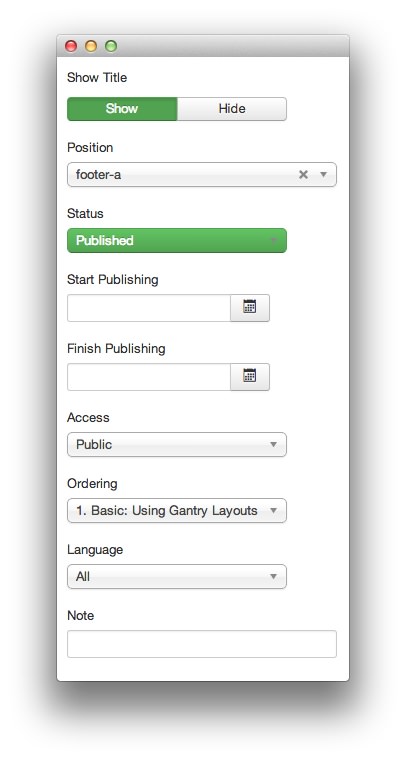 Show Title
Show Hide
Position
footer-a
Status
Published
Start Publishing
Finish Publishing
Access
Public
Ordering
1. Basic: Using Gantry Layouts
Language
All
Note